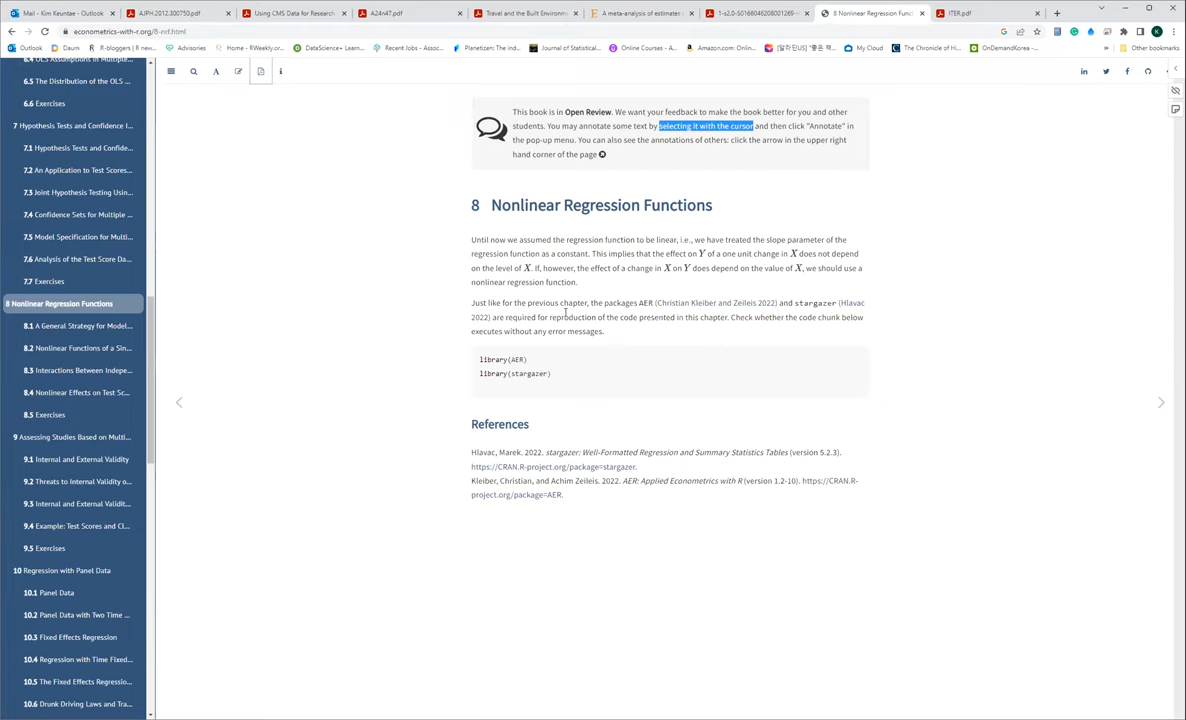 Mail - Kim Keuntae - Outlook
AJPH.2012.300750.pdf
Using CMS Data for Research
A24n47.pdf
Travel and the Built Environm
A meta-analysis of estimates
1-s2.0-S0166046208001269-
8 Nonlinear Regression Func
ITER.pdf
econometrics-with-r.org/8-nrf.html
Outlook
Daum
R-bloggers
Advisories
Home - RWeekly.or...
DataScience+ Learn...
Recent Jobs - Assoc...
Planetizen: The ind...
Journal of Statistical...
Online Courses - A...
Amazon.com: Onlin...
My Cloud
The Chronicle of Hi...
OnDemandKorea -...
Other bookmarks
6.4 OLS Assumptions in Multiple ...
6.5 The Distribution of the OLS ...
6.6 Exercises
7 Hypothesis Tests and Confidence I...
7.1 Hypothesis Tests and Confide...
7.2 An Application to Test Scores...
7.3 Joint Hypothesis Testing Usin...
7.4 Confidence Sets for Multiple ...
7.5 Model Specification for Multi...
7.6 Analysis of the Test Score Da...
7.7 Exercises
8 Nonlinear Regression Functions
8.1 A General Strategy for Model...
8.2 Nonlinear Functions of a Sin...
8.3 Interactions Between Indepe...
8.4 Nonlinear Effects on Test Sc...
8.5 Exercises
9 Assessing Studies Based on Multi...
9.1 Internal and External Validity
9.2 Threats to Internal Validity o...
9.3 Internal and External Validit...
9.4 Example: Test Scores and Cl...
9.5 Exercises
10 Regression with Panel Data
10.1 Panel Data
10.2 Panel Data with Two Time ...
10.3 Fixed Effects Regression
10.4 Regression with Time Fixed...
10.5 The Fixed Effects Regressio...
10.6 Drunk Driving Laws and Tra...
This book is in Open Review. We want your feedback to make the book better for you and other
students. You may annotate some text by selecting it with the cursor and then click "Annotate" in
the pop-up menu. You can also see the annotations of others: click the arrow in the upper right
hand corner of the page
8 Nonlinear Regression Functions
Until now we assumed the regression function to be linear, i.e., we have treated the slope parameter of the
regression function as a constant. This implies that the effect on Y of a one unit change in X does not depend
on the level of X. If, however, the effect of a change in X on Y does depend on the value of X, we should use a
nonlinear regression function.
Just like for the previous chapter, the packages AER (Christian Kleiber and Zeileis 2022) and stargazer (Hlavac
2022) are required for reproduction of the code presented in this chapter. Check whether the code chunk below
executes without any error messages.
library(AER)
library(stargazer)
References
Hlavac, Marek. 2022. stargazer: Well-Formatted Regression and Summary Statistics Tables (version 5.2.3).
https://CRAN.R-project.org/package=stargazer.
Kleiber, Christian, and Achim Zeileis. 2022. AER: Applied Econometrics with R (version 1.2-10). https://CRAN.R-
project.org/package=AER.